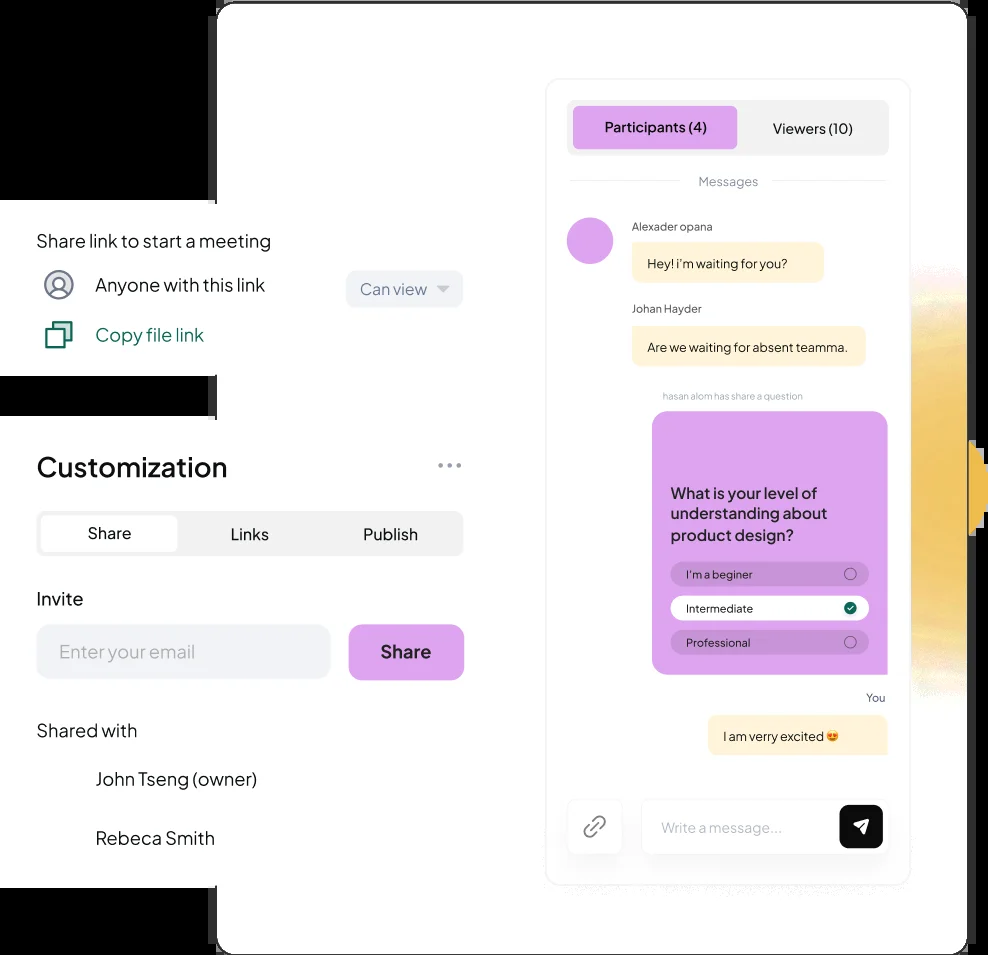 Share link to start a meeting
Anyone with this link
Can view
Copy file link
Customization
Share
Links
Publish
Invite
Enter your email
Share
Shared with
John Tseng (owner)
Rebeca Smith
Participants (4)
Viewers (10)
Messages
Alexader opana
Hey! i'm waiting for you?
Johan Hayder
Are we waiting for absent teamma.
hasan alom has share a question
What is your level of
understanding about
product design?
I'm a beginer
Intermediate
Professional
You
I am verry excited 😍
Write a message...